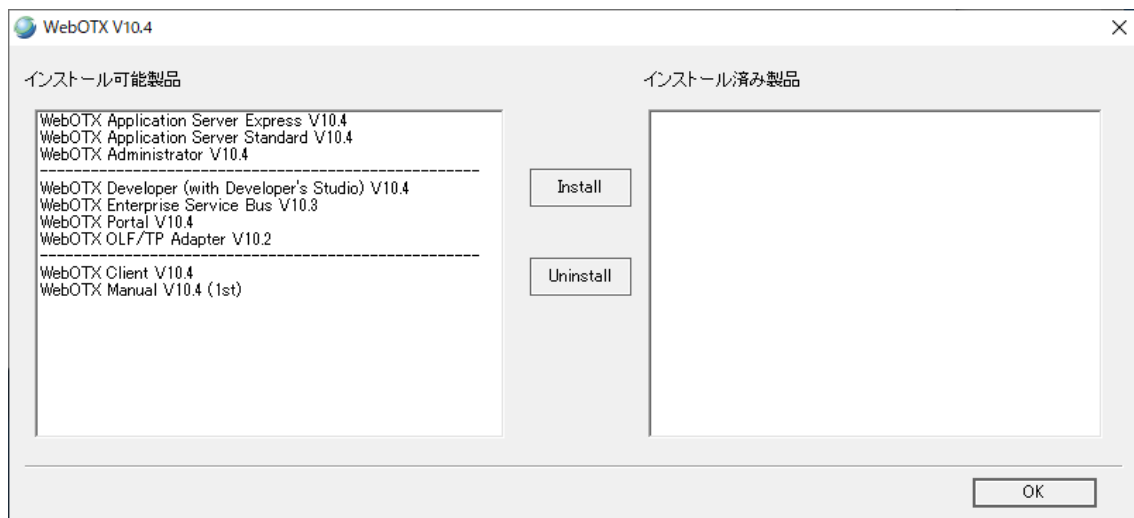 WebOTX V10.4
インストール可能製品
WebOTX Application Server Express V10.4
WebOTX Application Server Standard V10.4
WebOTX Administrator V10.4
------------------------------------------------------
WebOTX Developer (with Developer's Studio) V10.4
WebOTX Enterprise Service Bus V10.3
WebOTX Portal V10.4
WebOTX OLF/TP Adapter V10.2
------------------------------------------------------
WebOTX Client V10.4
WebOTX Manual V10.4 (1st)
Install
Uninstall
インストール済み製品
OK